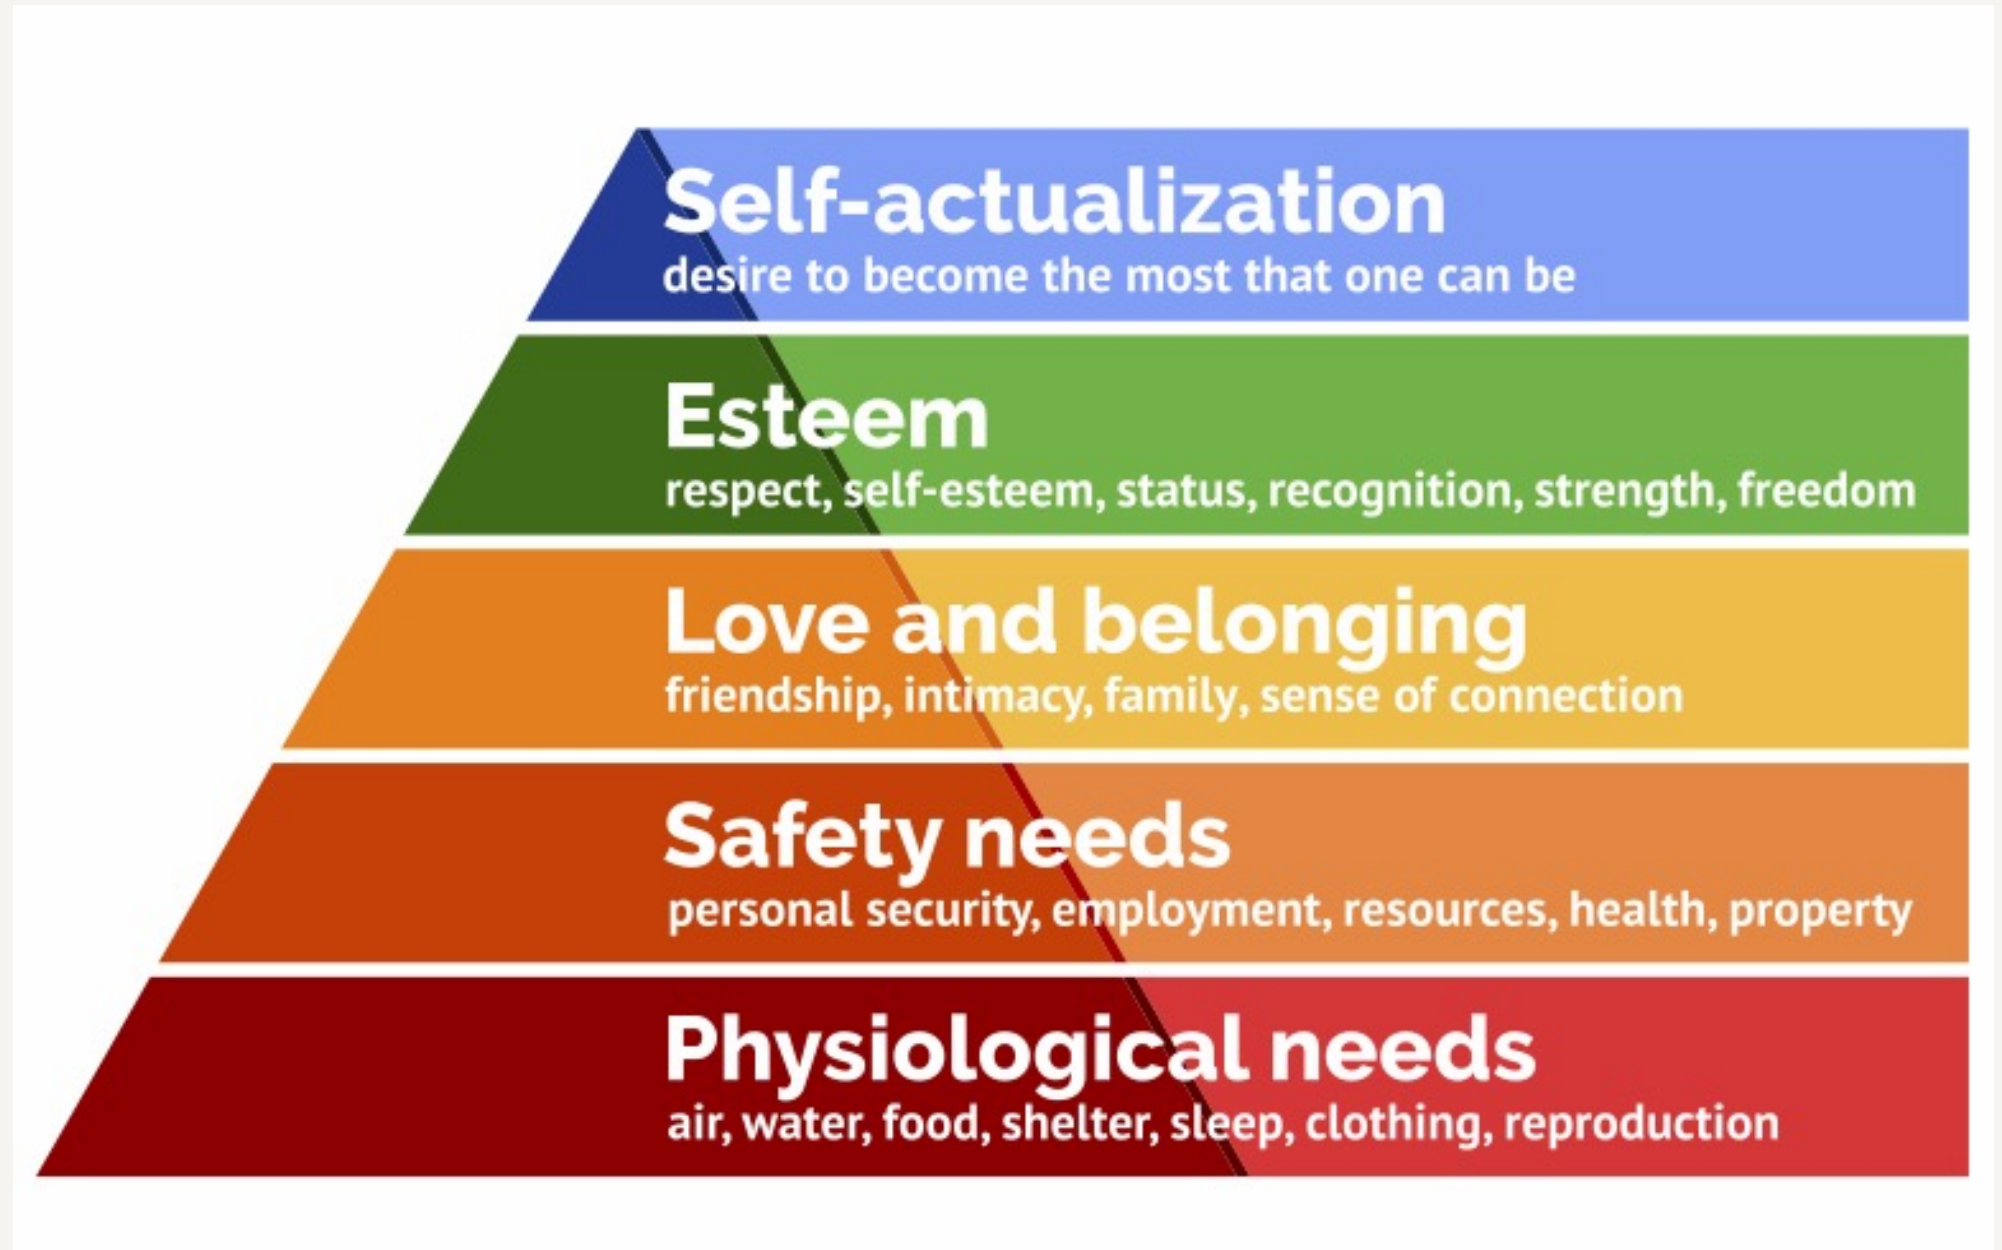 Self-actualization
desire to become the most that one can be
Esteem
respect, self-esteem, status, recognition, strength, freedom
Love and belonging
friendship, intimacy, family, sense of connection
Safety needs
personal security, employment, resources, health, property
Physiological needs
air, water, food, shelter, sleep, clothing, reproduction